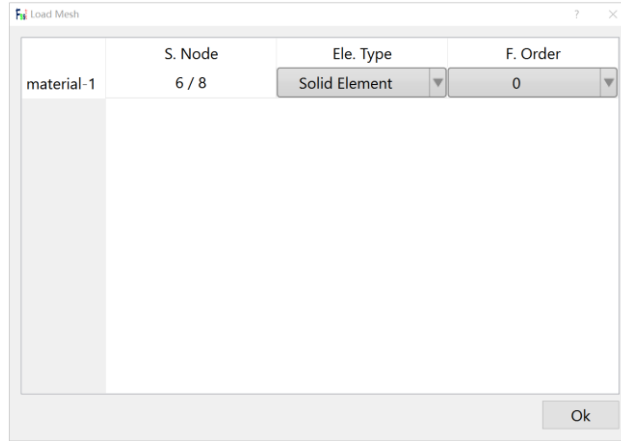 Load Mesh
S. Node Ele. Type F. Order
material-1 6 / 8 Solid Element 0
Ok